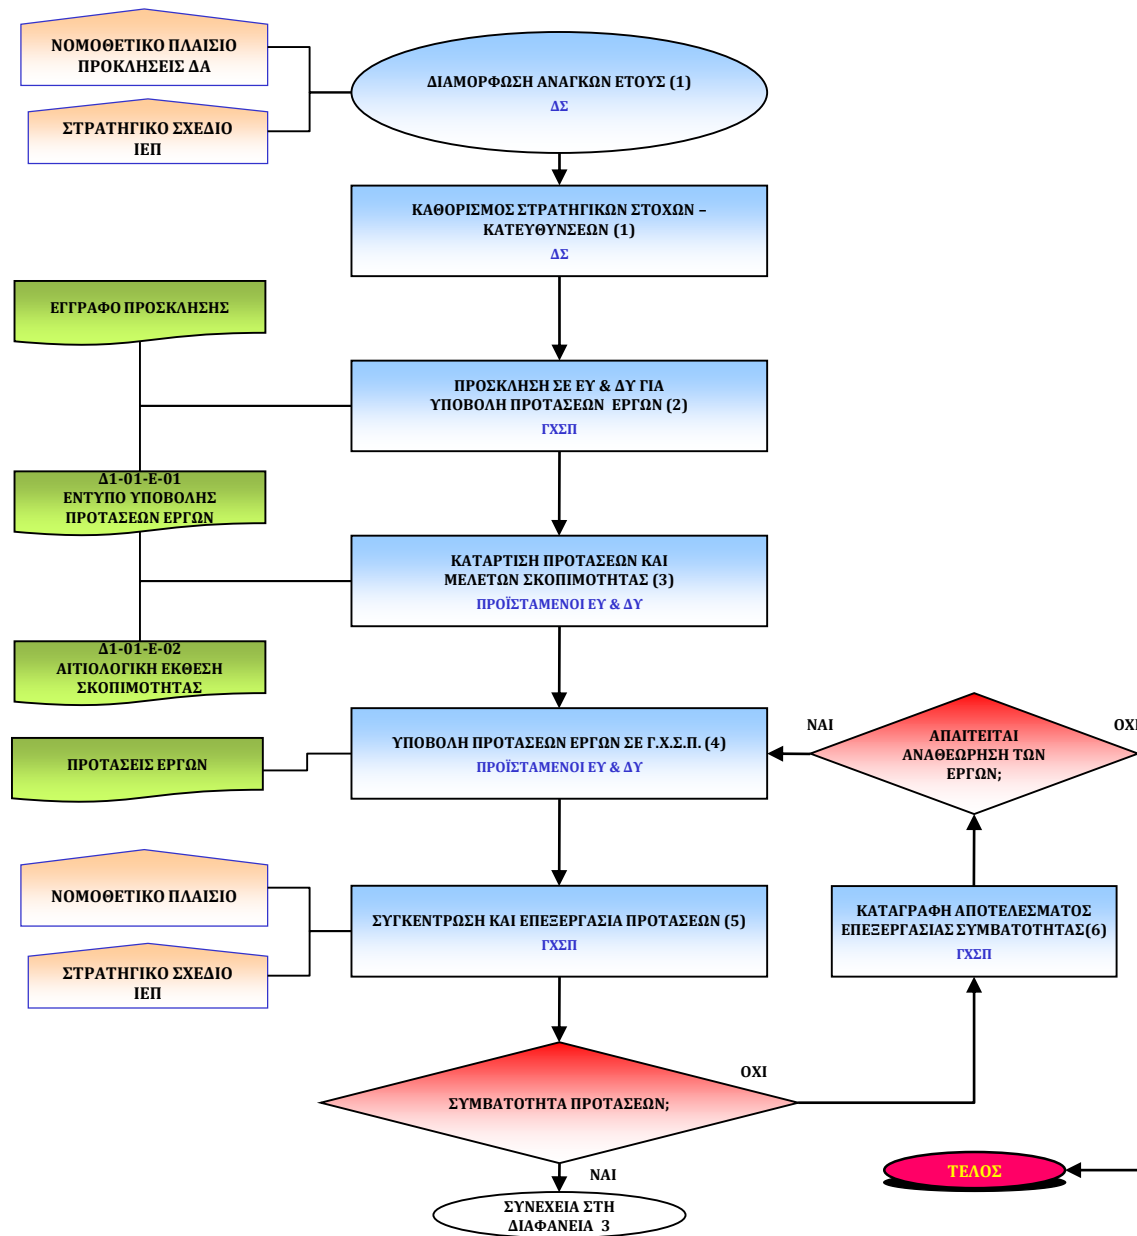 ΝΟΜΟΘΕΤΙΚΟ ΠΛΑΙΣΙΟ
ΠΡΟΚΛΗΣΕΙΣ ΔΑ
ΣΤΡΑΤΗΓΙΚΟ ΣΧΕΔΙΟ
ΙΕΠ
ΔΙΑΜΟΡΦΩΣΗ ΑΝΑΓΚΩΝ ΕΤΟΥΣ (1)
ΔΣ
ΚΑΘΟΡΙΣΜΟΣ ΣΤΡΑΤΗΓΙΚΩΝ ΣΤΟΧΩΝ –
ΚΑΤΕΥΘΥΝΣΕΩΝ (1)
ΔΣ
ΕΓΓΡΑΦΟ ΠΡΟΣΚΛΗΣΗΣ
ΠΡΟΣΚΛΗΣΗ ΣΕ ΕΥ & ΔΥ ΓΙΑ
ΥΠΟΒΟΛΗ ΠΡΟΤΑΣΕΩΝ ΕΡΓΩΝ (2)
ΓΧΣΠ
Δ1-01-Ε-01
ΕΝΤΥΠΟ ΥΠΟΒΟΛΗΣ
ΠΡΟΤΑΣΕΩΝ ΕΡΓΩΝ
ΚΑΤΑΡΤΙΣΗ ΠΡΟΤΑΣΕΩΝ ΚΑΙ
ΜΕΛΕΤΩΝ ΣΚΟΠΙΜΟΤΗΤΑΣ (3)
ΠΡΟΪΣΤΑΜΕΝΟΙ ΕΥ & ΔΥ
Δ1-01-Ε-02
ΑΙΤΙΟΛΟΓΙΚΗ ΕΚΘΕΣΗ
ΣΚΟΠΙΜΟΤΗΤΑΣ
ΥΠΟΒΟΛΗ ΠΡΟΤΑΣΕΩΝ ΕΡΓΩΝ ΣΕ Γ.Χ.Σ.Π. (4)
ΠΡΟΪΣΤΑΜΕΝΟΙ ΕΥ & ΔΥ
ΝΑΙ
ΑΠΑΙΤΕΙΤΑΙ
ΑΝΑΘΕΩΡΗΣΗ ΤΩΝ
ΕΡΓΩΝ;
ΟΧΙ
ΠΡΟΤΑΣΕΙΣ ΕΡΓΩΝ
ΝΟΜΟΘΕΤΙΚΟ ΠΛΑΙΣΙΟ
ΣΤΡΑΤΗΓΙΚΟ ΣΧΕΔΙΟ
ΙΕΠ
ΣΥΓΚΕΝΤΡΩΣΗ ΚΑΙ ΕΠΕΞΕΡΓΑΣΙΑ ΠΡΟΤΑΣΕΩΝ (5)
ΓΧΣΠ
ΚΑΤΑΓΡΑΦΗ ΑΠΟΤΕΛΕΣΜΑΤΟΣ
ΕΠΕΞΕΡΓΑΣΙΑΣ ΣΥΜΒΑΤΟΤΗΤΑΣ(6)
ΓΧΣΠ
ΟΧΙ
ΣΥΜΒΑΤΟΤΗΤΑ ΠΡΟΤΑΣΕΩΝ;
ΝΑΙ
ΤΕΛΟΣ
ΣΥΝΕΧΕΙΑ ΣΤΗ
ΔΙΑΦΑΝΕΙΑ 3